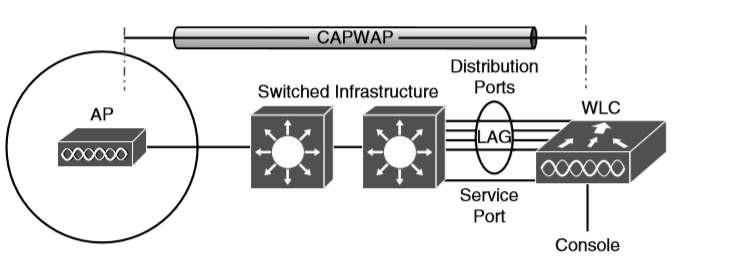 CAPWAP
Distribution
Ports
Switched Infrastructure
AP
WLC
LAG
Service
Port
Console